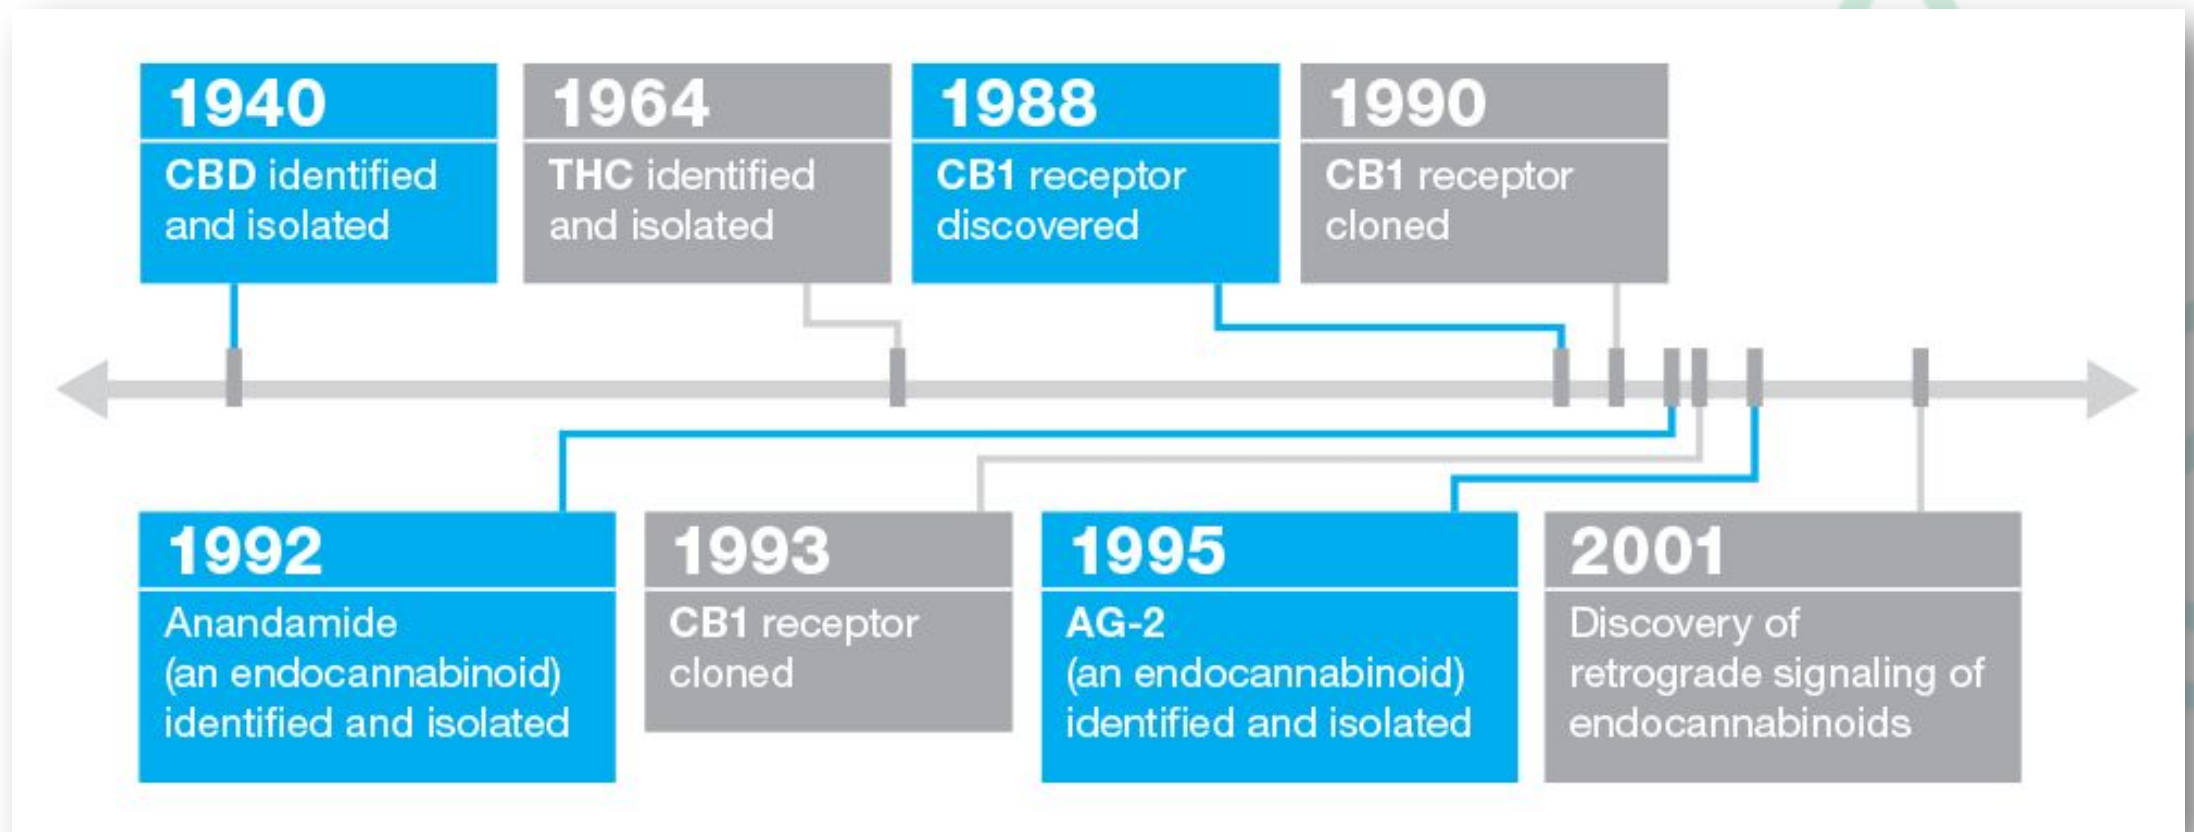 1940
CBD identified
and isolated
1964
THC identified
and isolated
1988
CB1 receptor
discovered
1990
CB1 receptor
cloned
1992
Anandamide
(an endocannabinoid)
identified and isolated
1993
CB1 receptor
cloned
1995
AG-2
(an endocannabinoid)
identified and isolated
2001
Discovery of
retrograde signaling of
endocannabinoids